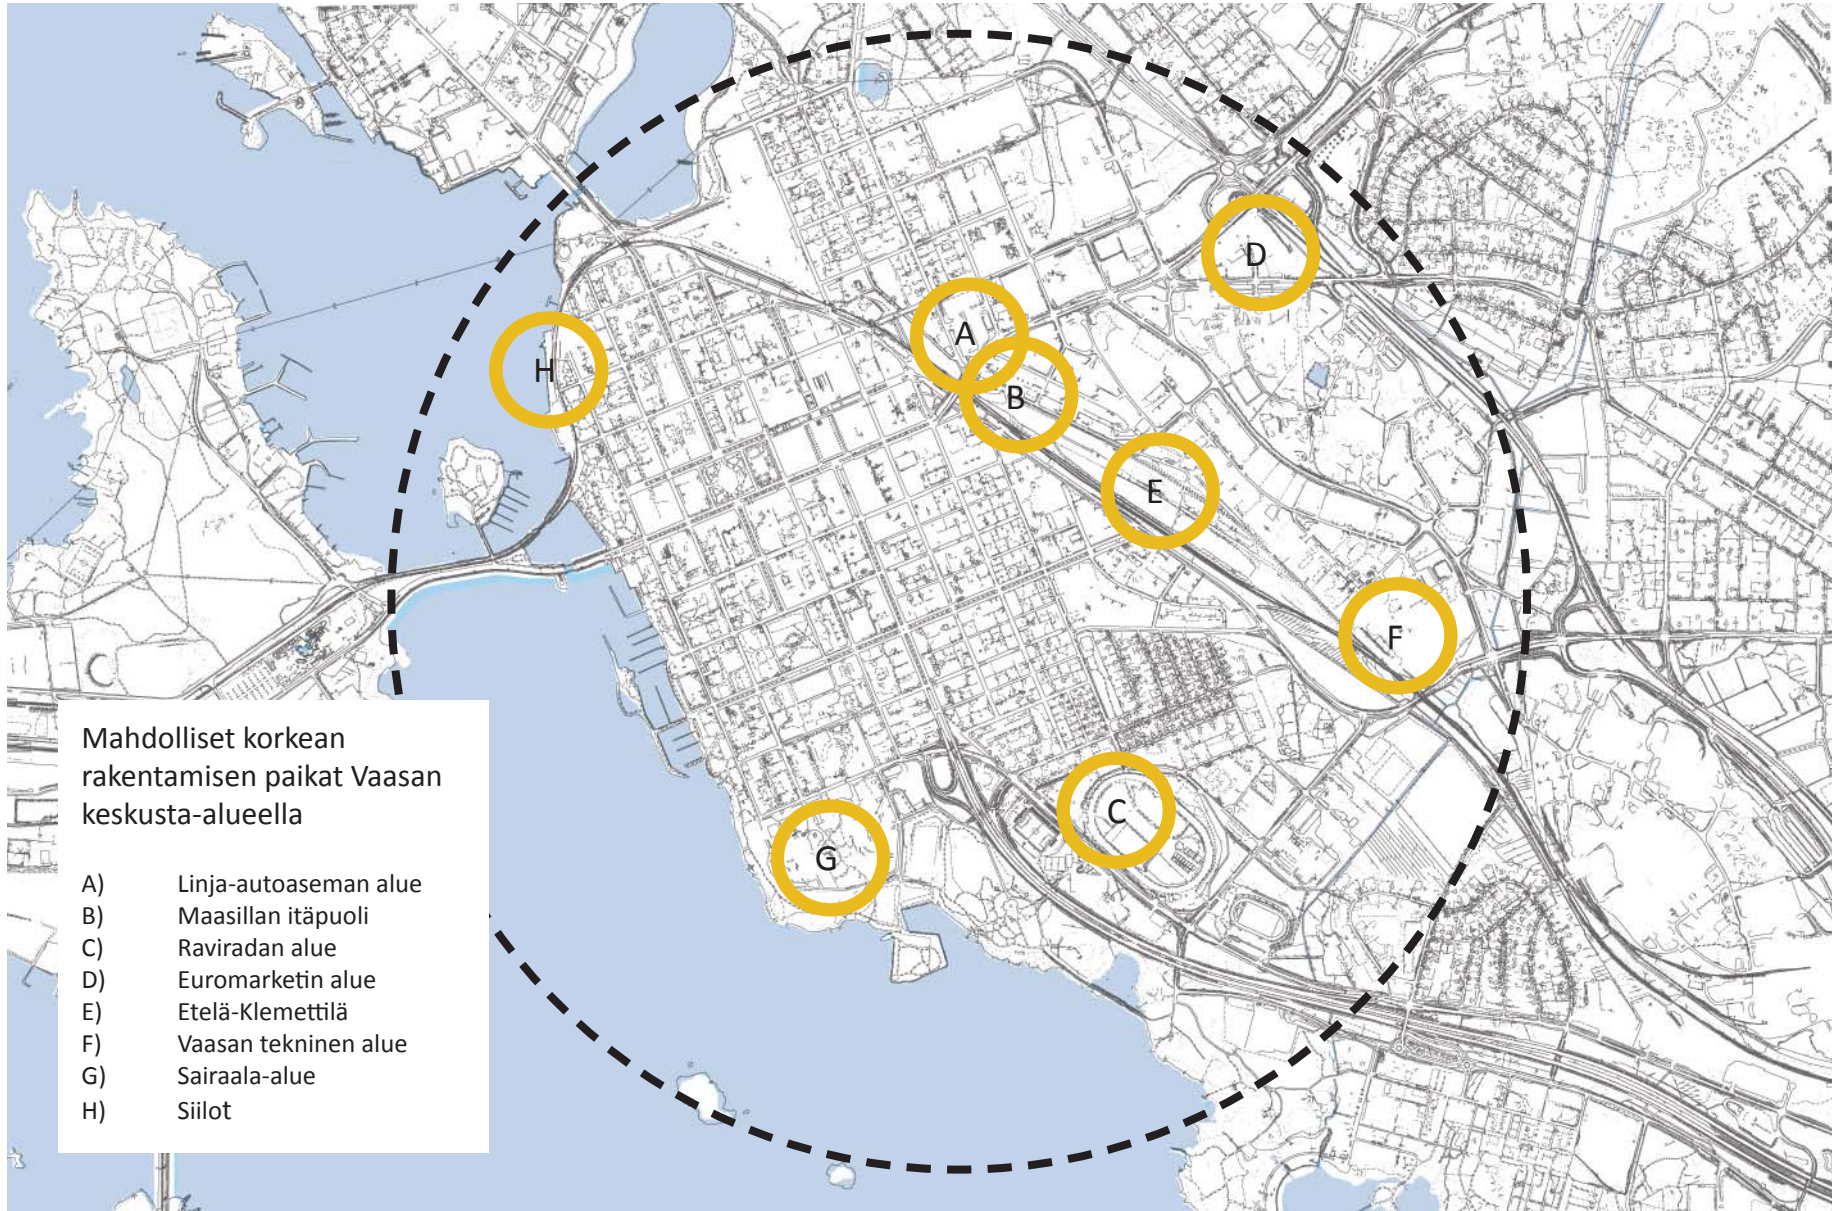 D
A
H
B
E
F
C
G
Mahdolliset korkean
rakentamisen paikat Vaasan
keskusta-alueella
A) Linja-autoaseman alue
B) Maasillan itäpuoli
C) Raviradan alue
D) Euromarketin alue
E) Etelä-Klemettilä
F) Vaasan tekninen alue
G) Sairaala-alue
H) Siilot